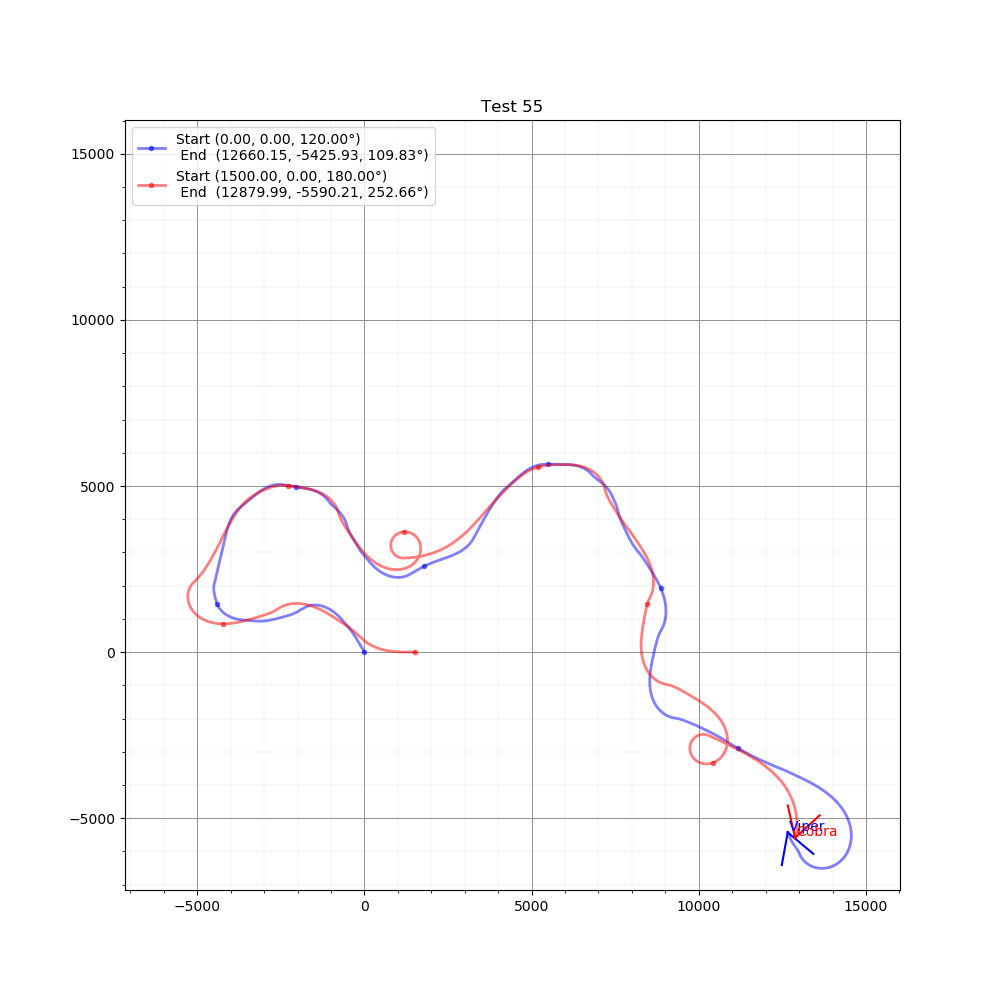 Test 55
Start (0.00, 0.00, 120.00°)
End (12660.15, -5425.93, 109.83°)
Start (1500.00, 0.00, 180.00°)
End (12879.99, -5590.21, 252.66°)
15000
10000
5000
0
−5000
Viper
Cobra
−5000 0 5000 10000 15000